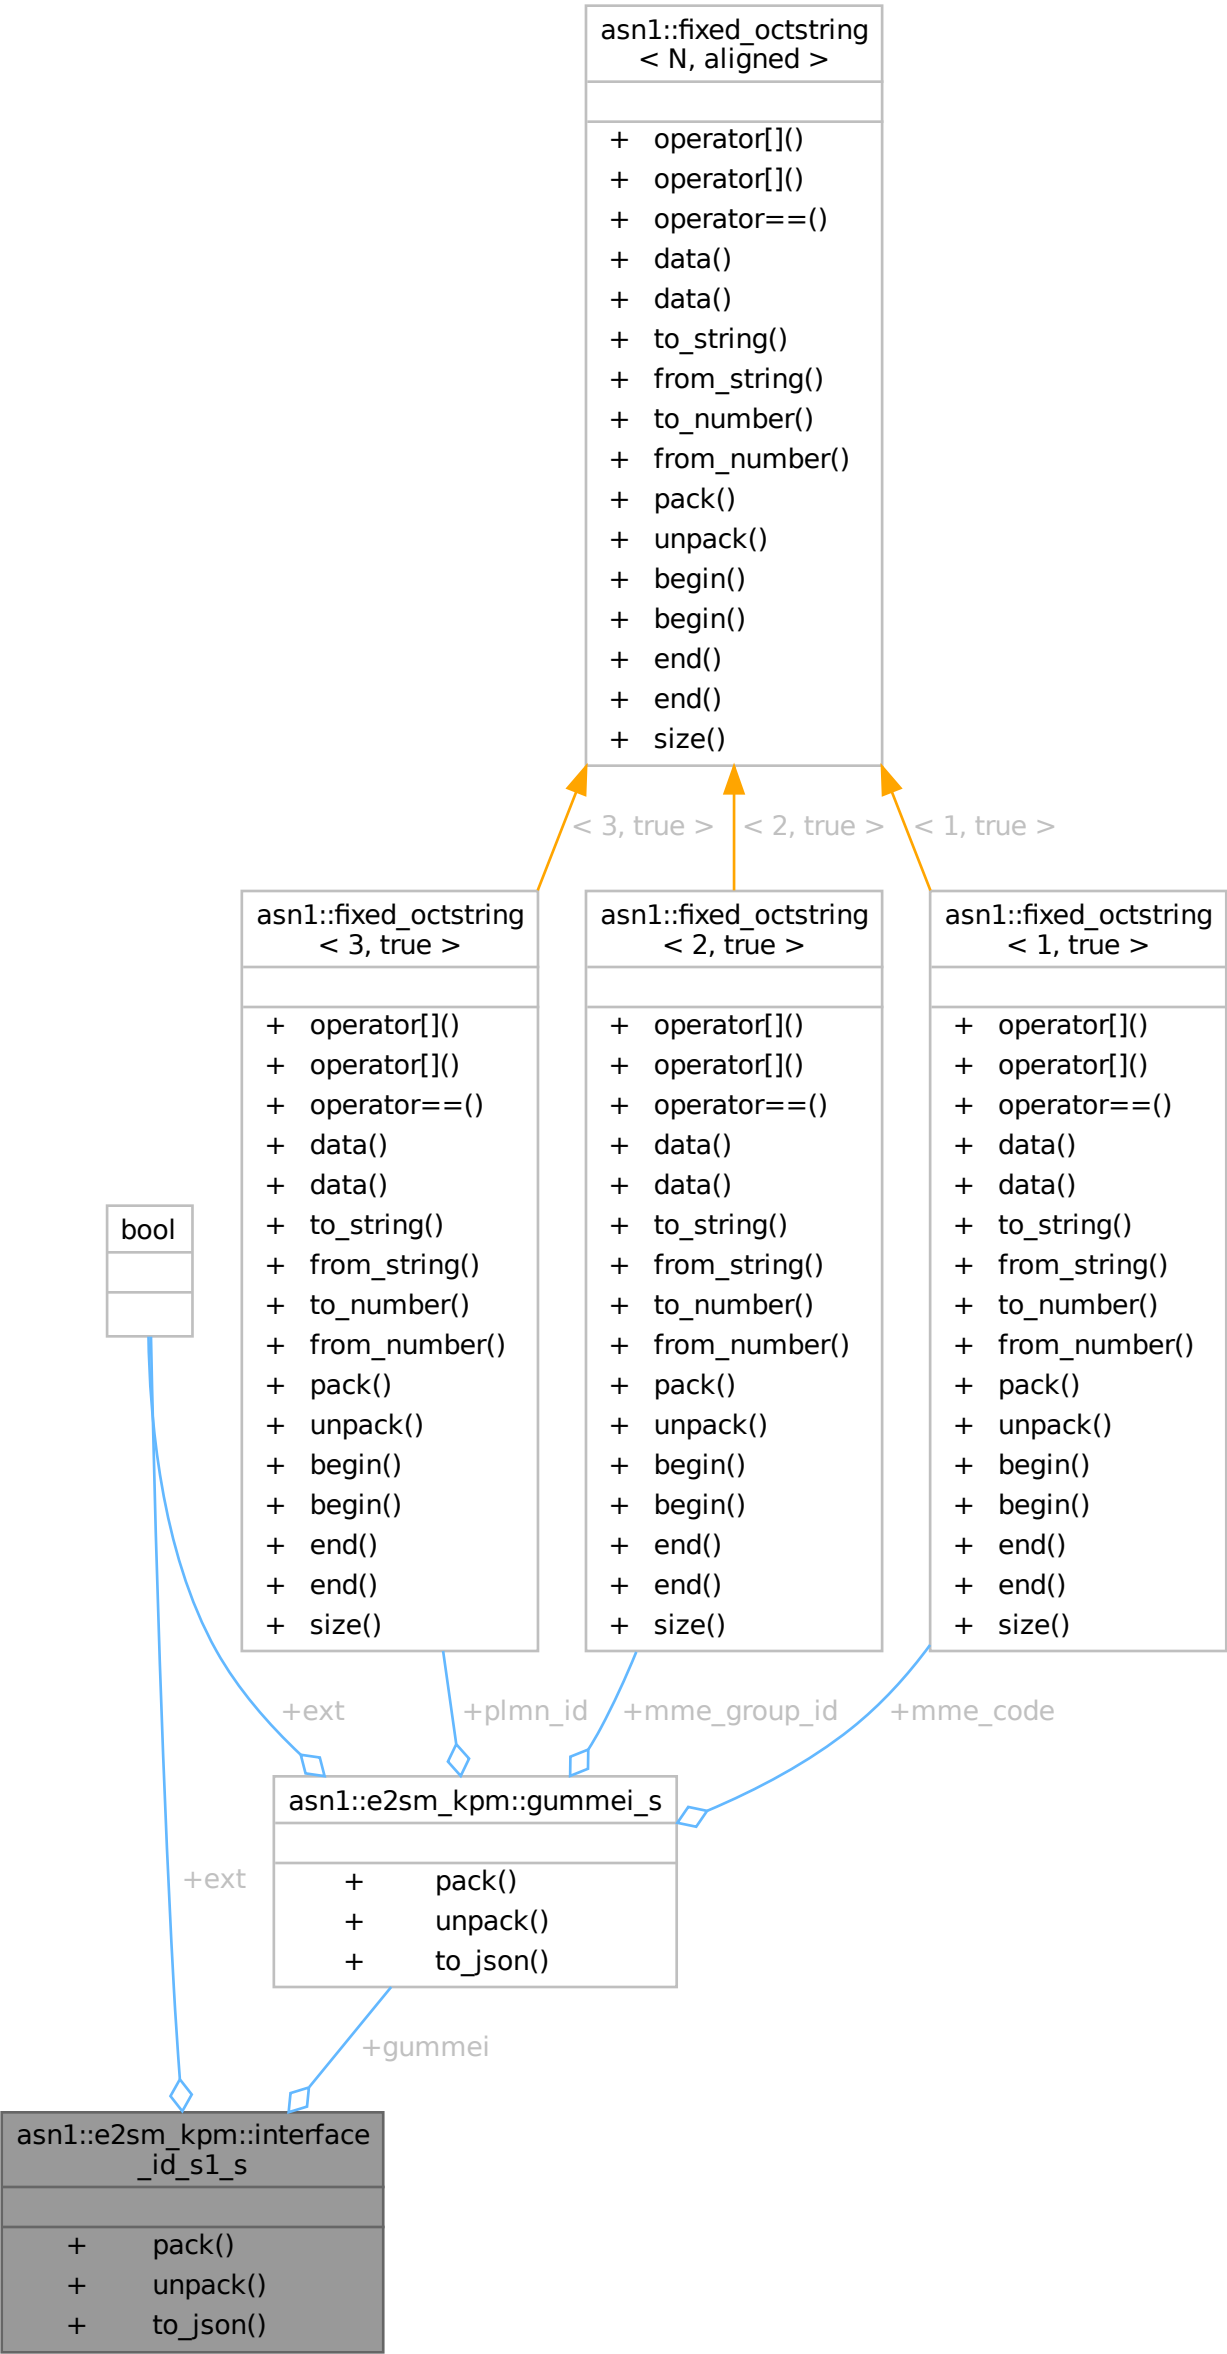 asn1::fixed_octstring
< N, aligned >
+ operator[]()
+ operator[]()
+ operator==()
+ data()
+ data()
+ to_string()
+ from_string()
+ to_number()
+ from_number()
+ pack()
+ unpack()
+ begin()
+ begin()
+ end()
+ end()
+ size()
< 3, true >
< 2, true >
< 1, true >
asn1::fixed_octstring
< 3, true >
+ operator[]()
+ operator[]()
+ operator==()
+ data()
+ data()
+ to_string()
+ from_string()
+ to_number()
+ from_number()
+ pack()
+ unpack()
+ begin()
+ begin()
+ end()
+ end()
+ size()
asn1::fixed_octstring
< 2, true >
+ operator[]()
+ operator[]()
+ operator==()
+ data()
+ data()
+ to_string()
+ from_string()
+ to_number()
+ from_number()
+ pack()
+ unpack()
+ begin()
+ begin()
+ end()
+ end()
+ size()
asn1::fixed_octstring
< 1, true >
+ operator[]()
+ operator[]()
+ operator==()
+ data()
+ data()
+ to_string()
+ from_string()
+ to_number()
+ from_number()
+ pack()
+ unpack()
+ begin()
+ begin()
+ end()
+ end()
+ size()
bool
+ext
+plmn_id
+mme_group_id
+mme_code
asn1::e2sm_kpm::gummei_s
+ pack()
+ unpack()
+ to_json()
+ext
+gummei
asn1::e2sm_kpm::interface
_id_s1_s
+ pack()
+ unpack()
+ to_json()